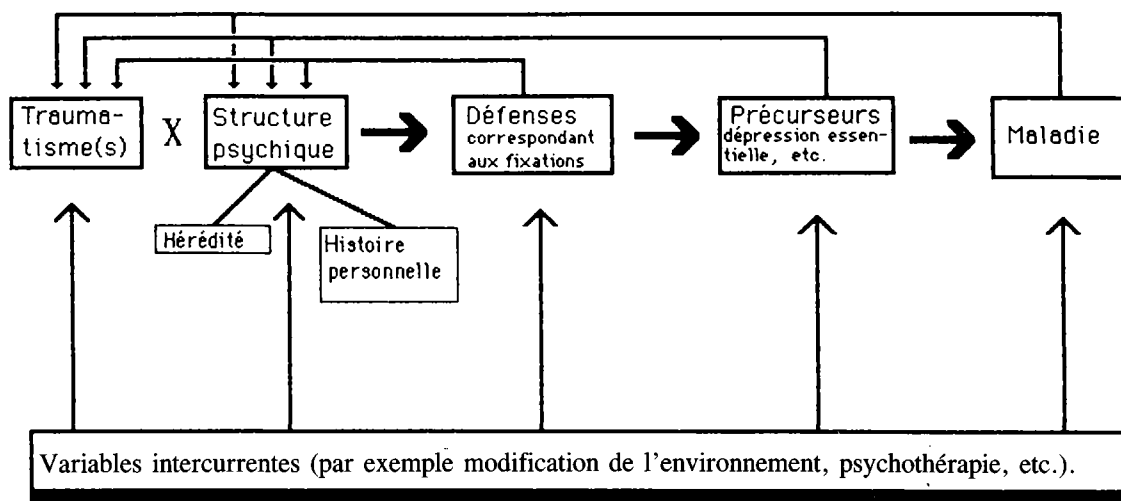 Trauma-
tisme(s)
X
Structure
psychique
Défenses
correspondant
aux fixations
Précurseurs
dépression essen-
tielle, etc.
Maladie
Hérédité
Histoire
personnelle
Variables intercurrentes (par exemple modification de l'environnement, psychothérapie, etc.).